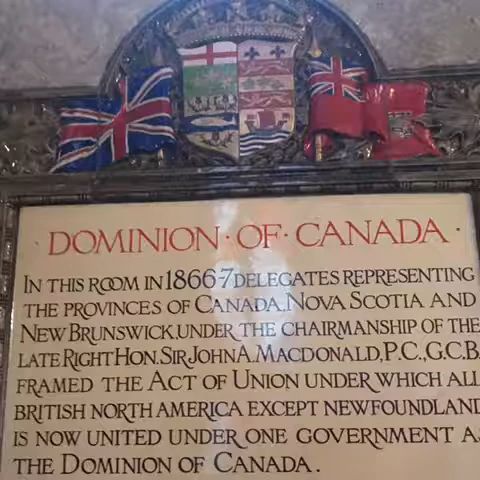 · DOMINION · OF · CANADA ·
IN THIS ROOM IN 1866-7 DELEGATES REPRESENTING
THE PROVINCES OF CANADA, NOVA SCOTIA AND
NEW BRUNSWICK, UNDER THE CHAIRMANSHIP OF THE
LATE RIGHT HON. SIR JOHN A. MACDONALD, P.C., G.C.B.
FRAMED THE ACT OF UNION UNDER WHICH ALL
BRITISH NORTH AMERICA EXCEPT NEWFOUNDLAND
IS NOW UNITED UNDER ONE GOVERNMENT AS
THE DOMINION OF CANADA.